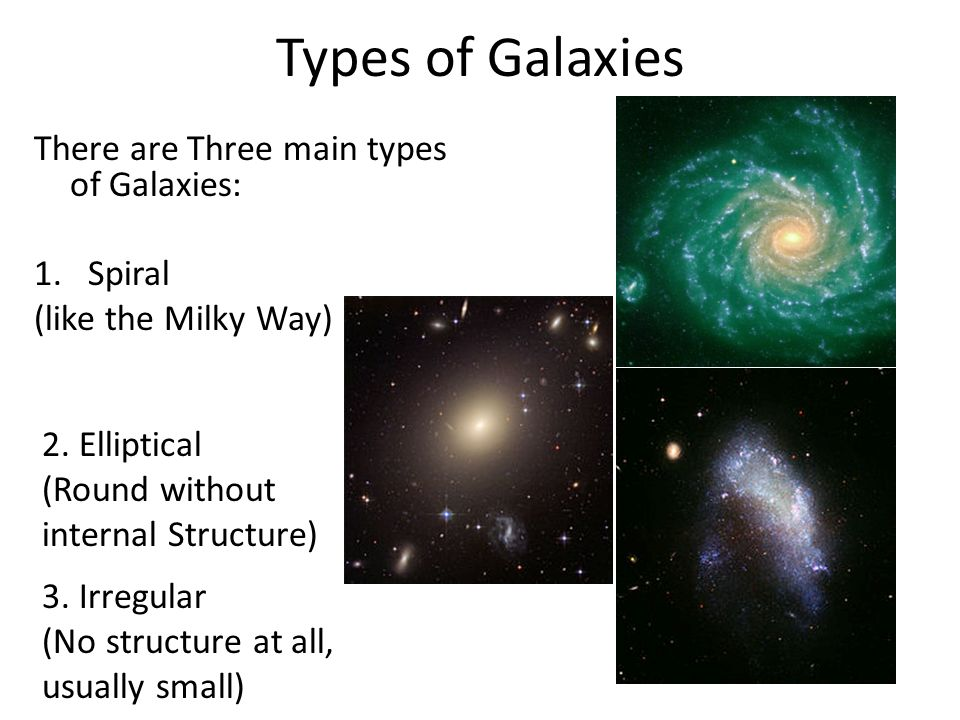 Types of Galaxies
There are Three main types
of Galaxies:
1. Spiral
(like the Milky Way)
2. Elliptical
(Round without
internal Structure)
3. Irregular
(No structure at all,
usually small)